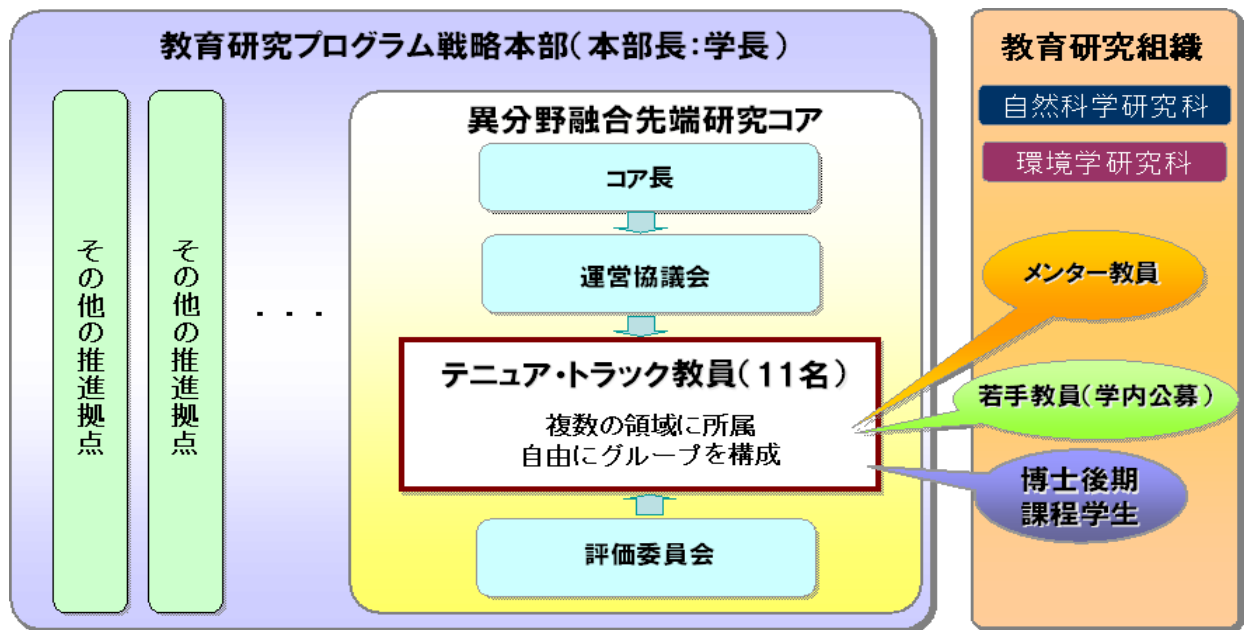 教育研究プログラム戦略本部(本部長:学長)
その他の推進拠点
その他の推進拠点
・・・
異分野融合先端研究コア
コア長
運営協議会
テニュア・トラック教員(11名)
複数の領域に所属
自由にグループを構成
評価委員会
教育研究組織
自然科学研究科
環境学研究科
メンター教員
若手教員(学内公募)
博士後期
課程学生